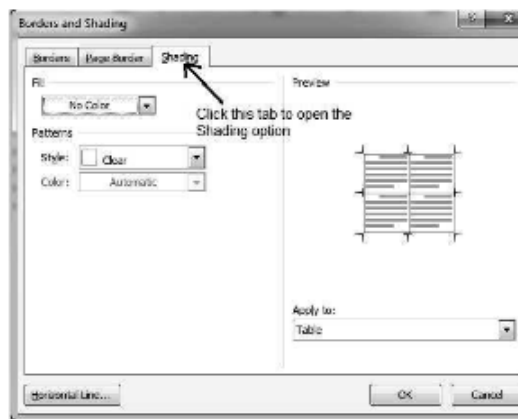 Borders and Shading
Borders Page Border Shading
Fill
No Color
Click this tab to open the
Shading option
Patterns
Style: Clear
Color: Automatic
Preview
Apply to:
Table
Horizontal Line... OK Cancel